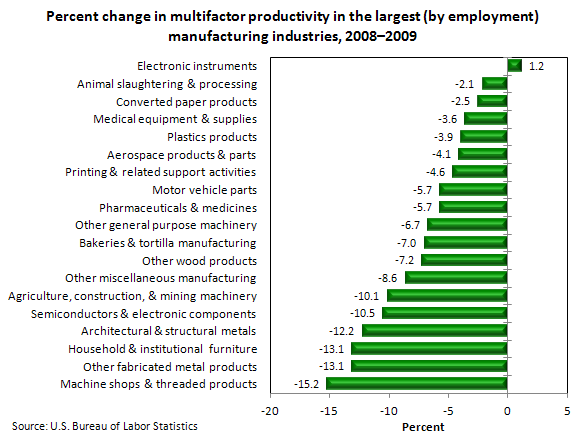 Percent change in multifactor productivity in the largest (by employment)
manufacturing industries, 2008–2009
Electronic instruments 1.2
Animal slaughtering & processing -2.1
Converted paper products -2.5
Medical equipment & supplies -3.6
Plastics products -3.9
Aerospace products & parts -4.1
Printing & related support activities -4.6
Motor vehicle parts -5.7
Pharmaceuticals & medicines -5.7
Other general purpose machinery -6.7
Bakeries & tortilla manufacturing -7.0
Other wood products -7.2
Other miscellaneous manufacturing -8.6
Agriculture, construction, & mining machinery -10.1
Semiconductors & electronic components -10.5
Architectural & structural metals -12.2
Household & institutional furniture -13.1
Other fabricated metal products -13.1
Machine shops & threaded products -15.2
-20 -15 -10 -5 0 5
Source: U.S. Bureau of Labor Statistics Percent